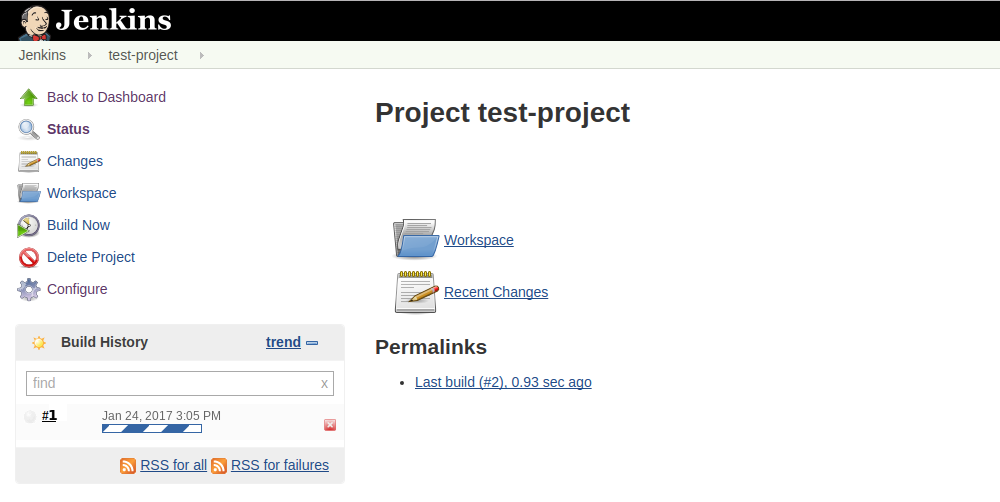 Jenkins
Jenkins test-project
Back to Dashboard
Status
Changes
Workspace
Build Now
Delete Project
Configure
Build History trend
find x
#1 Jan 24, 2017 3:05 PM
RSS for all RSS for failures
Project test-project
Workspace
Recent Changes
Permalinks
Last build (#2), 0.93 sec ago